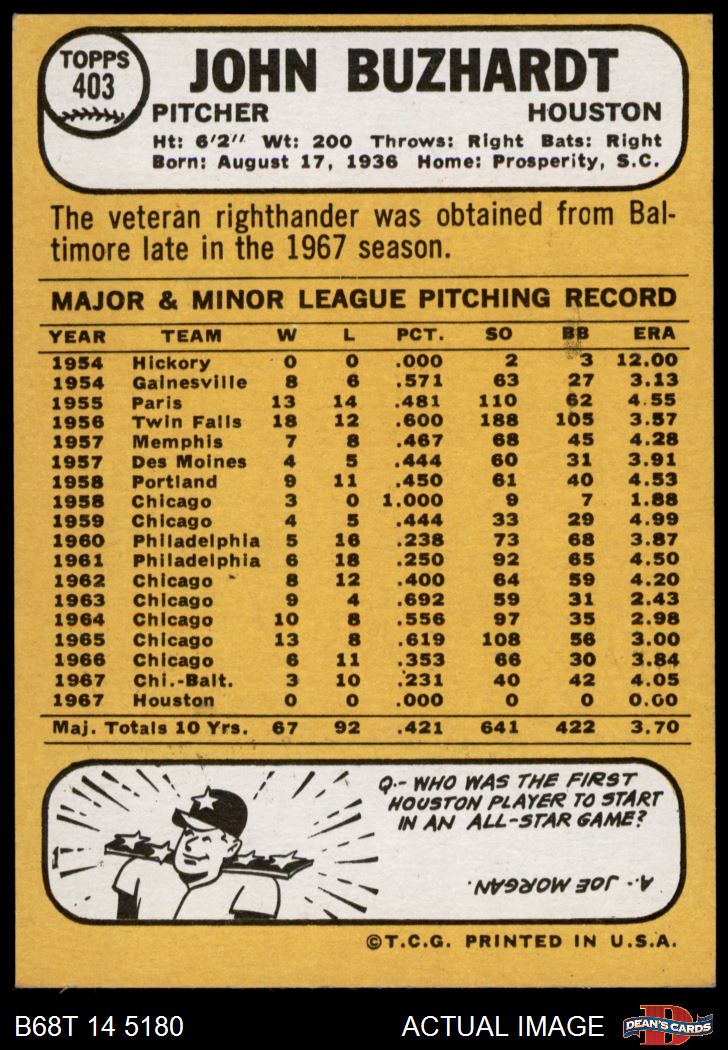 TOPPS
403
JOHN BUZHARDT
PITCHER HOUSTON
Ht: 6'2" Wt: 200 Throws: Right Bats: Right
Born: August 17, 1936 Home: Prosperity, S.C.
The veteran righthander was obtained from Bal-
timore late in the 1967 season.
MAJOR & MINOR LEAGUE PITCHING RECORD
YEAR TEAM W L PCT. SO BB ERA
1954 Hickory 0 0 .000 2 3 12.00
1954 Gainesville 8 6 .571 63 27 3.13
1955 Paris 13 14 .481 110 62 4.55
1956 Twin Falls 18 12 .600 188 105 3.57
1957 Memphis 7 8 .467 68 45 4.28
1957 Des Moines 4 5 .444 60 31 3.91
1958 Portland 9 11 .450 61 40 4.53
1958 Chicago 3 0 1.000 9 7 1.88
1959 Chicago 4 5 .444 33 29 4.99
1960 Philadelphia 5 16 .238 73 68 3.87
1961 Philadelphia 6 18 .250 92 65 4.50
1962 Chicago 8 12 .400 64 59 4.20
1963 Chicago 9 4 .692 59 31 2.43
1964 Chicago 10 8 .556 97 35 2.98
1965 Chicago 13 8 .619 108 56 3.00
1966 Chicago 6 11 .353 66 30 3.84
1967 Chi.-Balt. 3 10 .231 40 42 4.05
1967 Houston 0 0 .000 0 0 0.00
Maj. Totals 10 Yrs. 67 92 .421 641 422 3.70
Q.- WHO WAS THE FIRST
HOUSTON PLAYER TO START
IN AN ALL-STAR GAME?
A.- JOE MORGAN.
©T.C.G. PRINTED IN U.S.A.
B68T 14 5180 ACTUAL IMAGE
D
DEAN'S CARDS